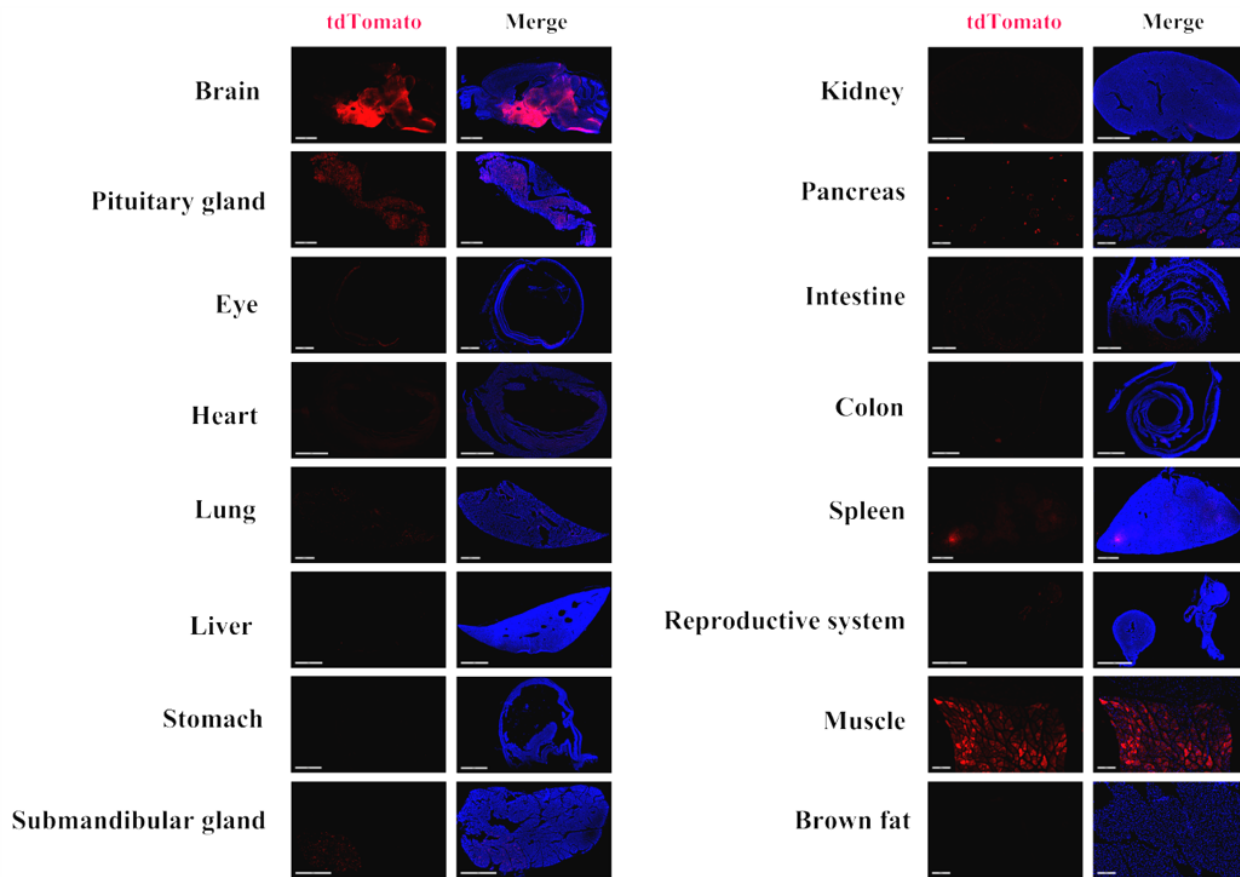 tdTomato Merge tdTomato Merge
Brain Kidney
Pituitary gland Pancreas
Eye Intestine
Heart Colon
Lung Spleen
Liver Reproductive system
Stomach Muscle
Submandibular gland Brown fat